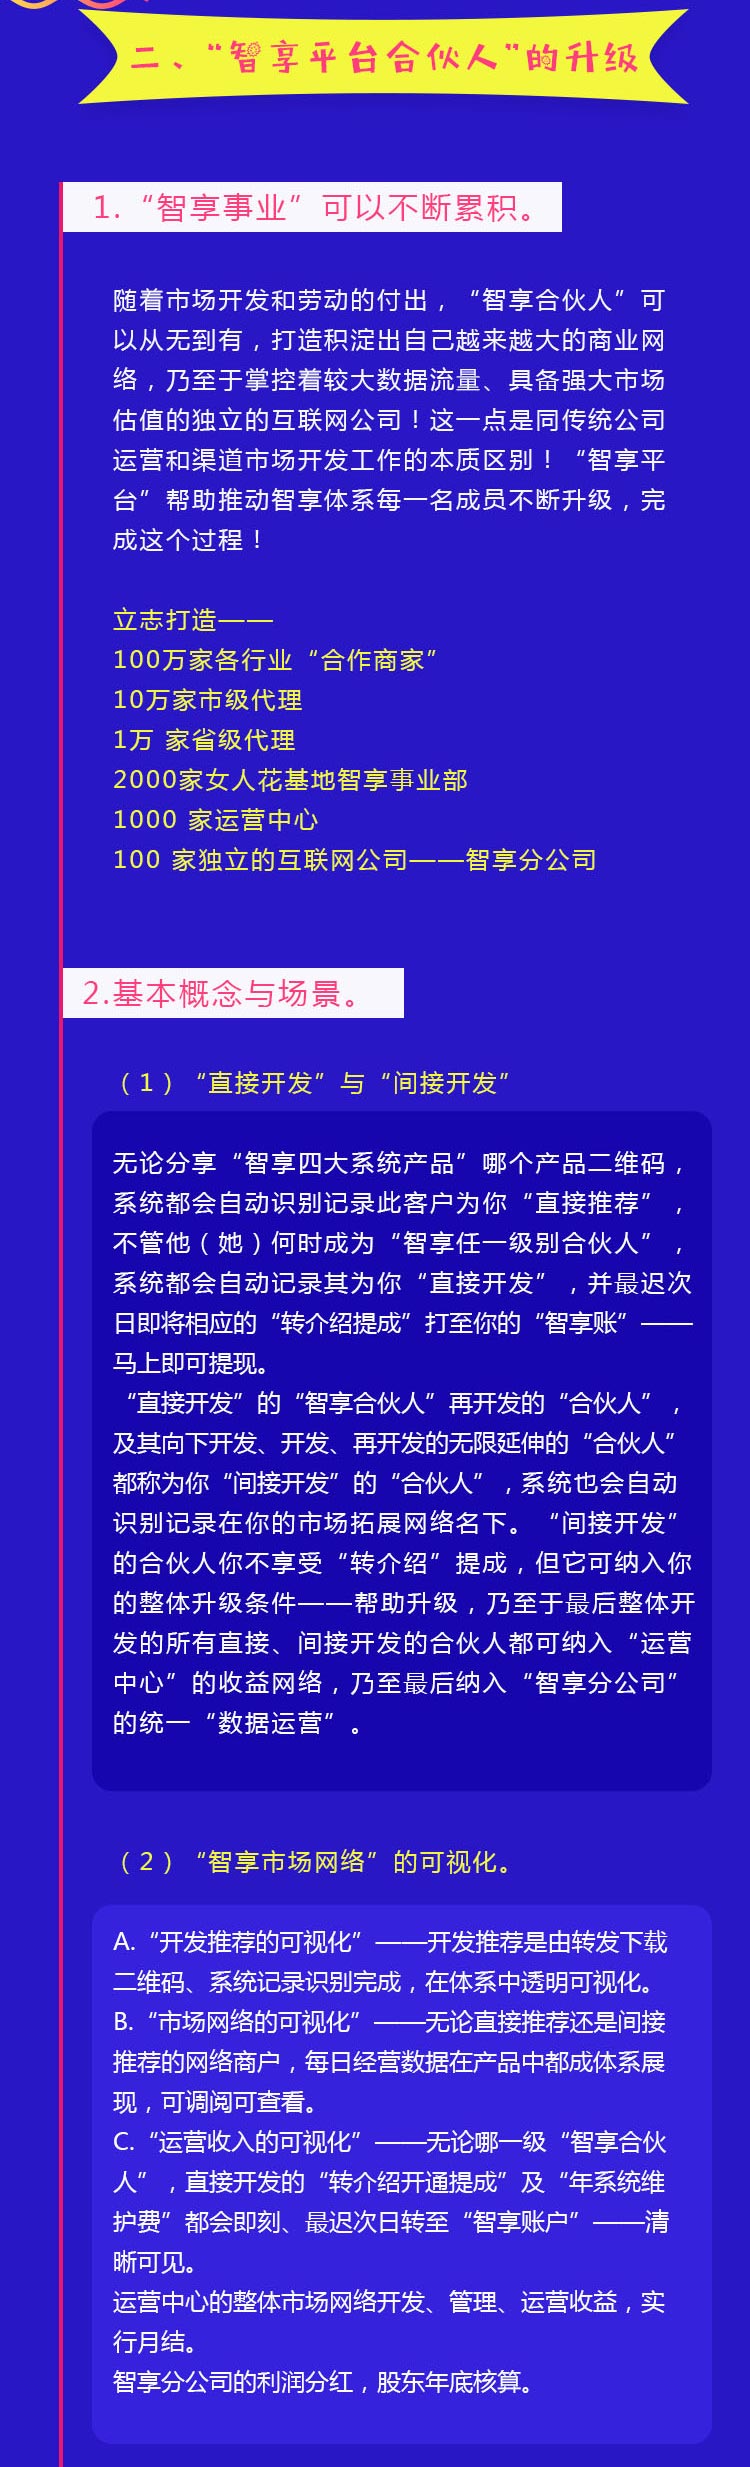 二、“智享平台合伙人”的升级
1.“智享事业”可以不断累积。
随着市场开发和劳动的付出，“智享合伙人”可
以从无到有，打造积淀出自己越来越大的商业网
络，乃至于掌控着较大数据流量、具备强大市场
估值的独立的互联网公司！这一点是同传统公司
运营和渠道市场开发工作的本质区别！“智享平
台”帮助推动智享体系每一名成员不断升级，完
成这个过程！
立志打造——
100万家各行业“合作商家”
10万家市级代理
1万 家省级代理
2000家女人花基地智享事业部
1000 家运营中心
100 家独立的互联网公司——智享分公司
2.基本概念与场景。
（1）“直接开发”与“间接开发”
无论分享“智享四大系统产品”哪个产品二维码，
系统都会自动识别记录此客户为你“直接推荐”，
不管他（她）何时成为“智享任一级别合伙人”，
系统都会自动记录其为你“直接开发”，并最迟次
日即将相应的“转介绍提成”打至你的“智享账”——
马上即可提现。
“直接开发”的“智享合伙人”再开发的“合伙人”，
及其向下开发、开发、再开发的无限延伸的“合伙人”
都称为你“间接开发”的“合伙人”，系统也会自动
识别记录在你的市场拓展网络名下。“间接开发”
的合伙人你不享受“转介绍”提成，但它可纳入你
的整体升级条件——帮助升级，乃至于最后整体开
发的所有直接、间接开发的合伙人都可纳入“运营
中心”的收益网络，乃至最后纳入“智享分公司”
的统一“数据运营”。
（2）“智享市场网络”的可视化。
A.“开发推荐的可视化”——开发推荐是由转发下载
二维码、系统记录识别完成，在体系中透明可视化。
B.“市场网络的可视化”——无论直接推荐还是间接
推荐的网络商户，每日经营数据在产品中都成体系展
现，可调阅可查看。
C.“运营收入的可视化”——无论哪一级“智享合伙
人”，直接开发的“转介绍开通提成”及“年系统维
护费”都会即刻、最迟次日转至“智享账户”——清
晰可见。
运营中心的整体市场网络开发、管理、运营收益，实
行月结。
智享分公司的利润分红，股东年底核算。